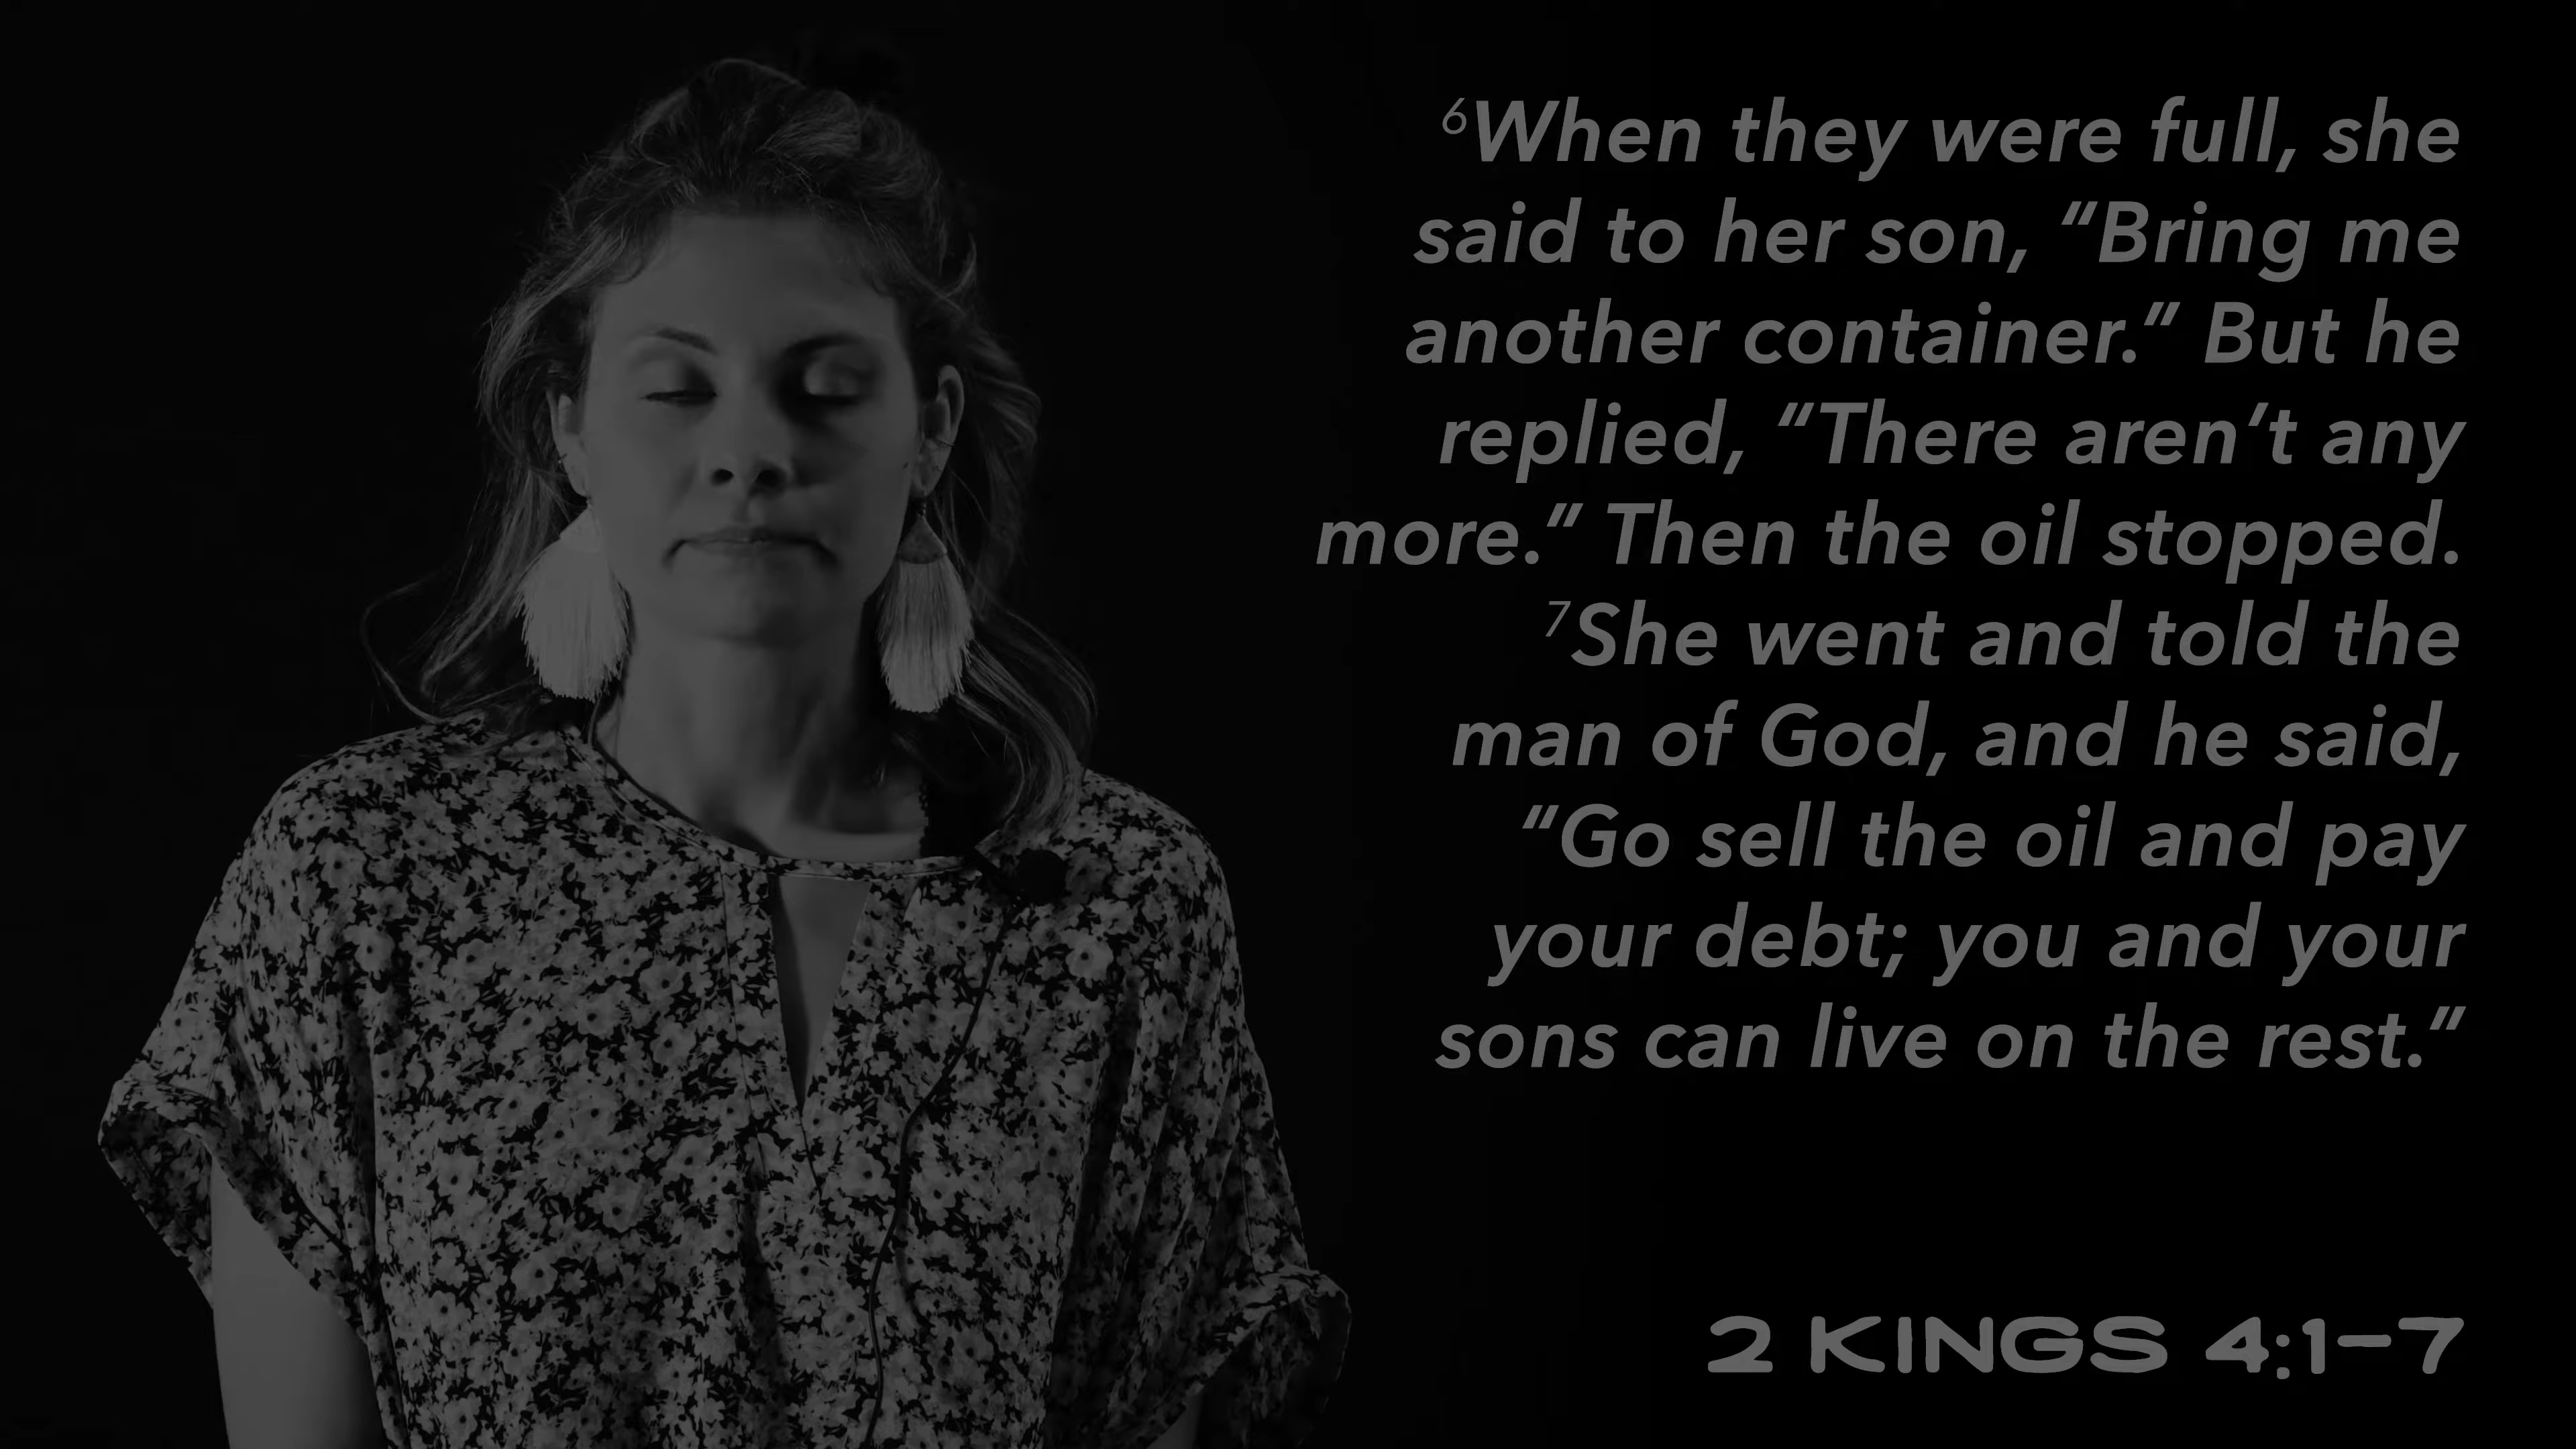 ⁶When they were full, she
said to her son, “Bring me
another container.” But he
replied, “There aren’t any
more.” Then the oil stopped.
⁷She went and told the
man of God, and he said,
“Go sell the oil and pay
your debt; you and your
sons can live on the rest.”
2 KINGS 4:1–7